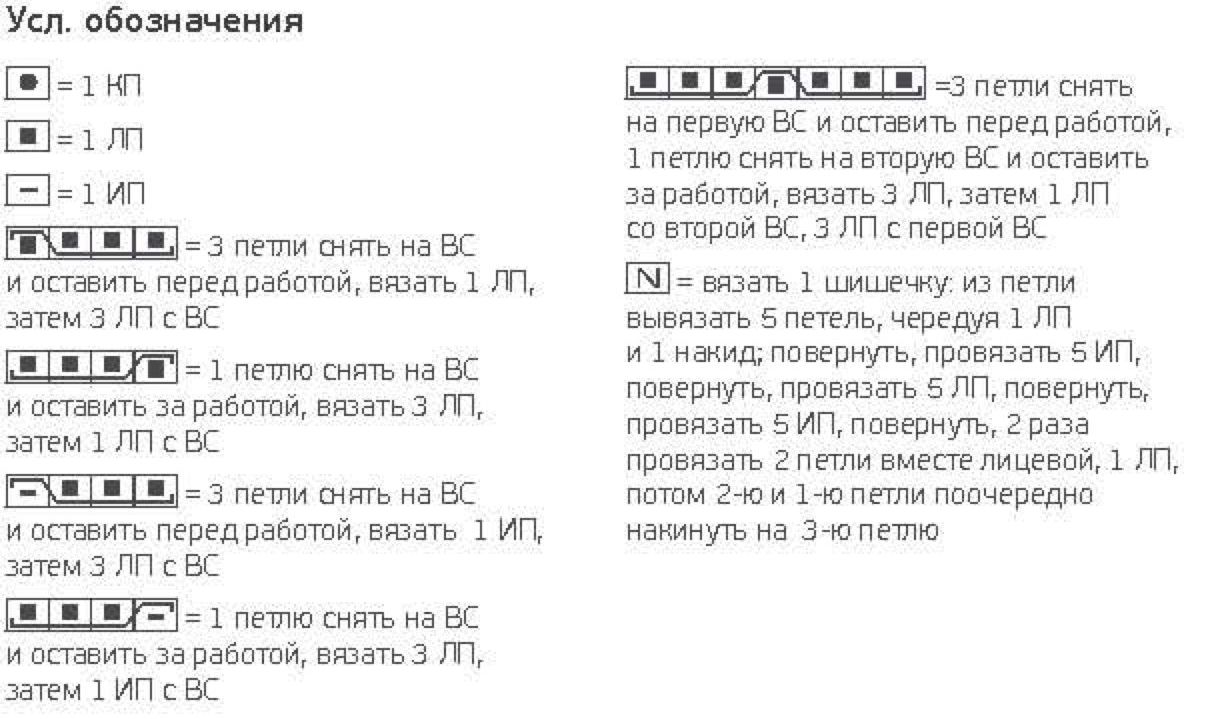 Усл. обозначения
= 1 КП
= 1 ЛП
= 1 ИП
= 3 петли снять на ВС
и оставить перед работой, вязать 1 ЛП,
затем 3 ЛП с ВС
= 1 петлю снять на ВС
и оставить за работой, вязать 3 ЛП,
затем 1 ЛП с ВС
= 3 петли снять на ВС
и оставить перед работой, вязать 1 ИП,
затем 3 ЛП с ВС
= 1 петлю снять на ВС
и оставить за работой, вязать 3 ЛП,
затем 1 ИП с ВС
=3 петли снять
на первую ВС и оставить перед работой,
1 петлю снять на вторую ВС и оставить
за работой, вязать 3 ЛП, затем 1 ЛП
со второй ВС, 3 ЛП с первой ВС
N = вязать 1 шишечку: из петли
вывязать 5 петель, чередуя 1 ЛП
и 1 накид; повернуть, провязать 5 ИП,
повернуть, провязать 5 ЛП, повернуть,
провязать 5 ИП, повернуть, 2 раза
провязать 2 петли вместе лицевой, 1 ЛП,
потом 2-ю и 1-ю петли поочередно
накинуть на 3-ю петлю